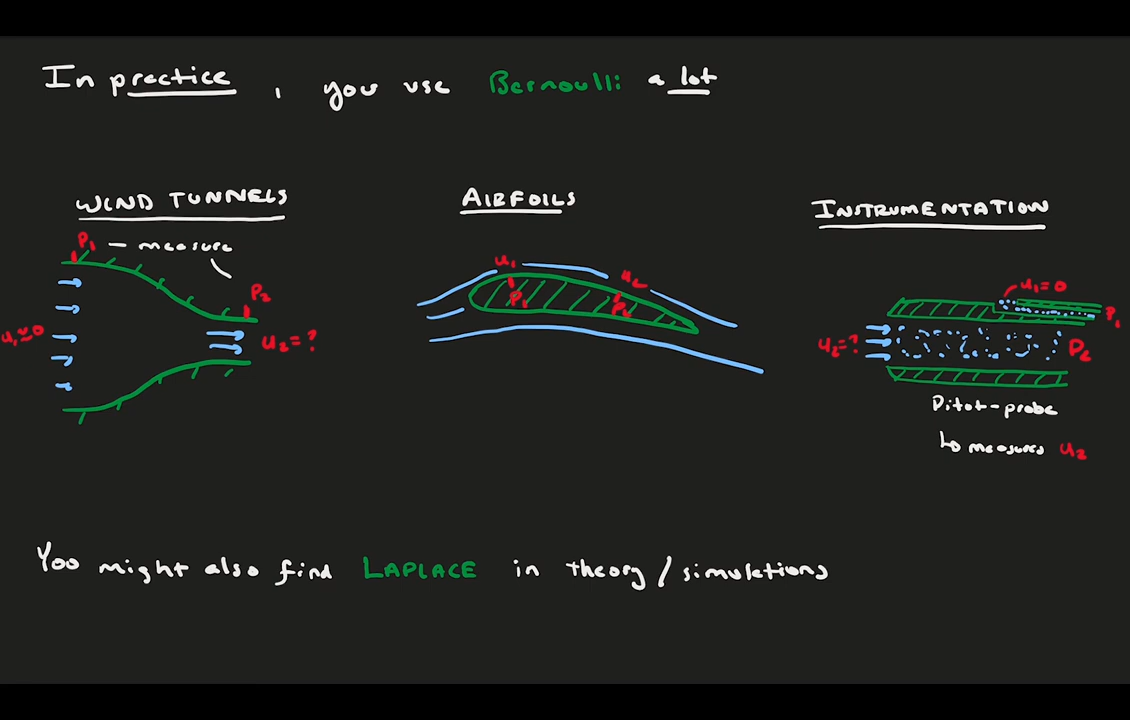 In practice, you use Bernoulli a lot
WIND TUNNELS
P₁ — measure
P₂
u₁≈0
u₂=?
AIRFOILS
u₁
u₂
P₁
P₂
INSTRUMENTATION
u₁=0
P₁
u₂=?
P₂
Pitot-probe
↳ measures u₂
You might also find LAPLACE in theory/simulations